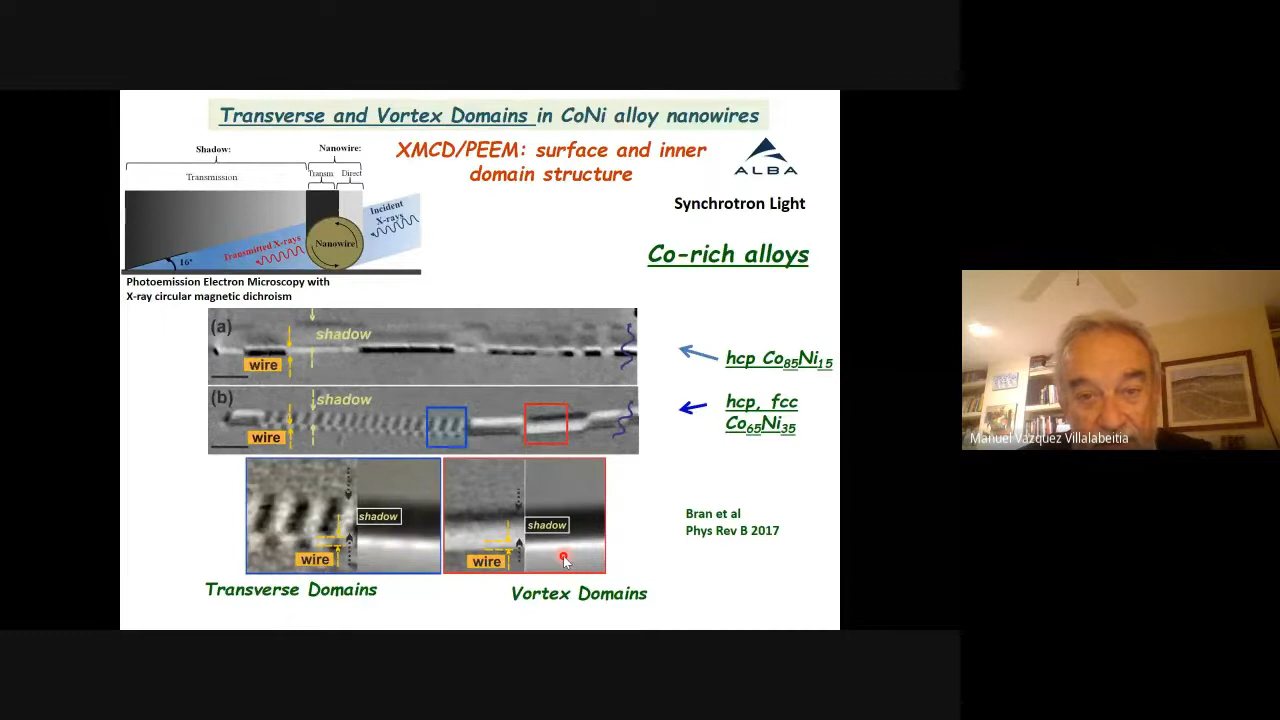 Transverse and Vortex Domains in CoNi alloy nanowires
Shadow:
Nanowire:
Transmission
Transm
Direct
Incident
X-rays
Transmitted X-rays
Nanowire
16°
Photoemission Electron Microscopy with
X-ray circular magnetic dichroism
XMCD/PEEM: surface and inner
domain structure
ALBA
Synchrotron Light
Co-rich alloys
(a)
shadow
wire
hcp Co85Ni15
(b)
shadow
wire
hcp, fcc
Co65Ni35
shadow
wire
shadow
wire
Transverse Domains
Vortex Domains
Bran et al
Phys Rev B 2017
Manuel Vázquez Villalabeitia